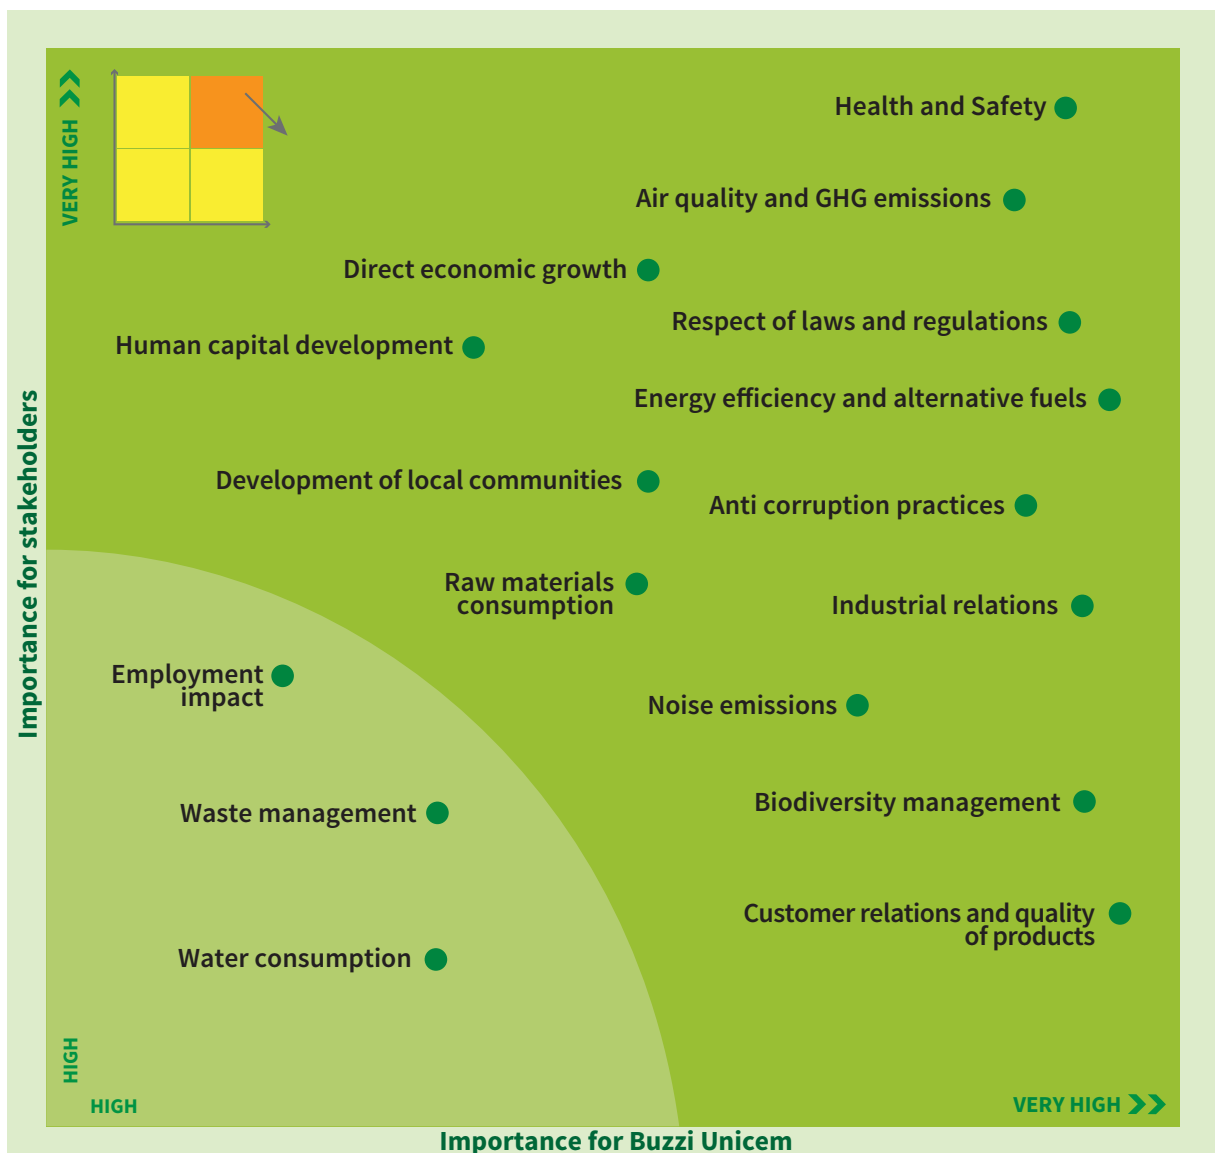 VERY HIGH
Health and Safety
Air quality and GHG emissions
Direct economic growth
Respect of laws and regulations
Human capital development
Energy efficiency and alternative fuels
Development of local communities
Anti corruption practices
Raw materials
consumption
Industrial relations
Employment
impact
Noise emissions
Waste management
Biodiversity management
Customer relations and quality
of products
Water consumption
Importance for stakeholders
HIGH
HIGH
VERY HIGH
Importance for Buzzi Unicem